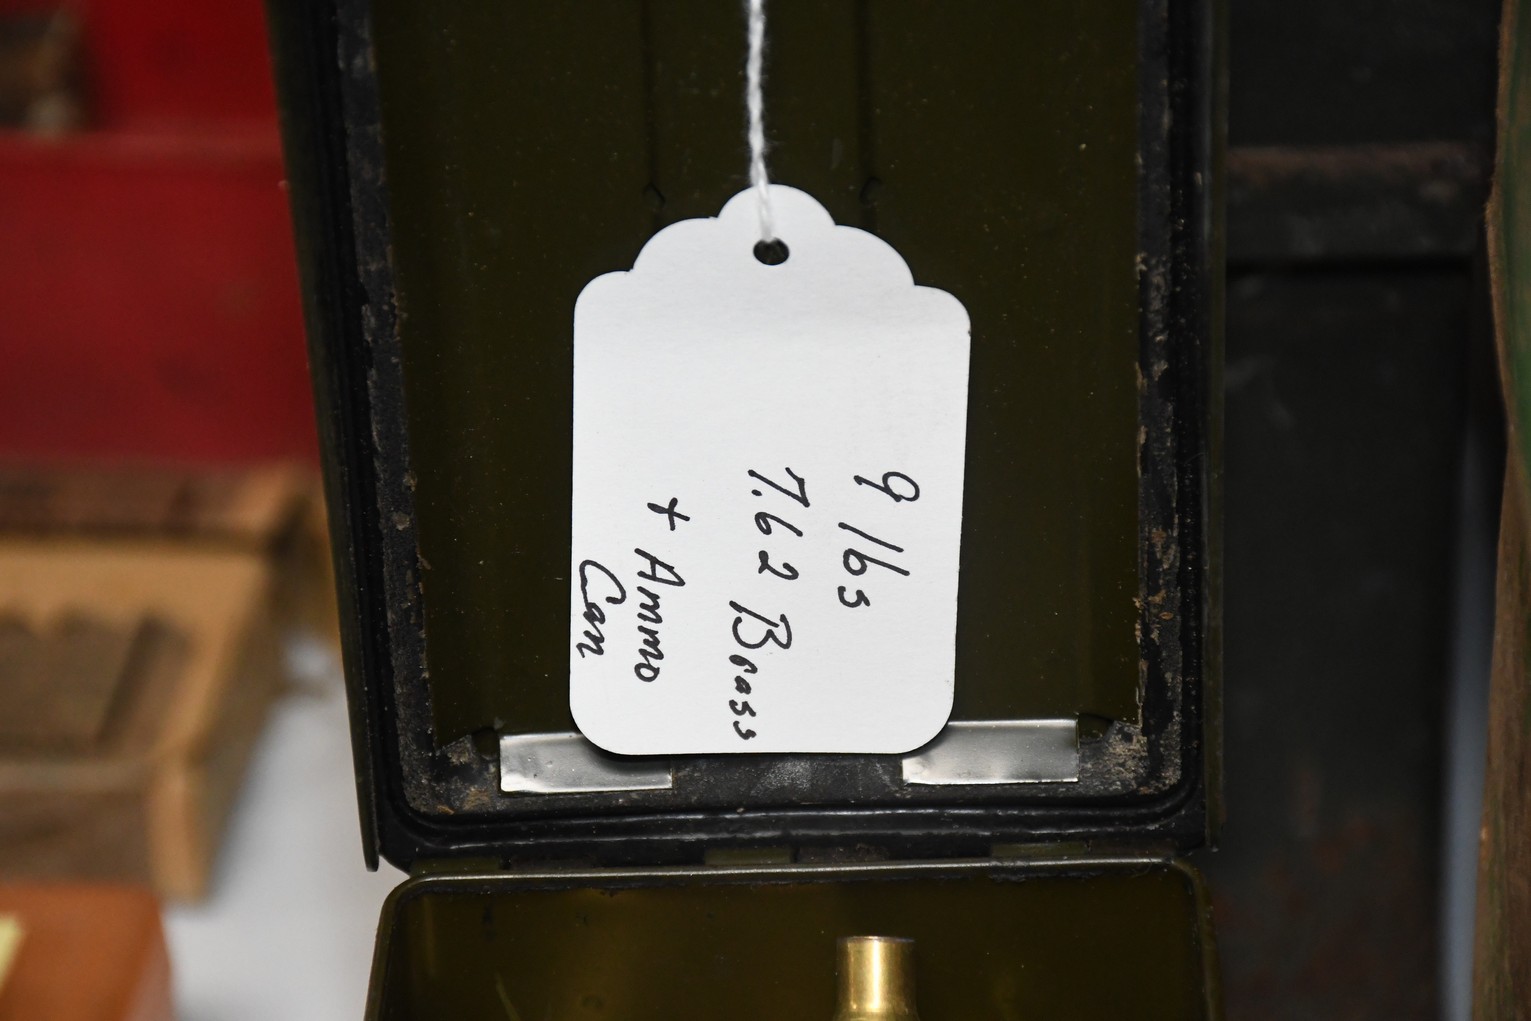 9 lbs
7.62 Brass
+ Ammo
Can